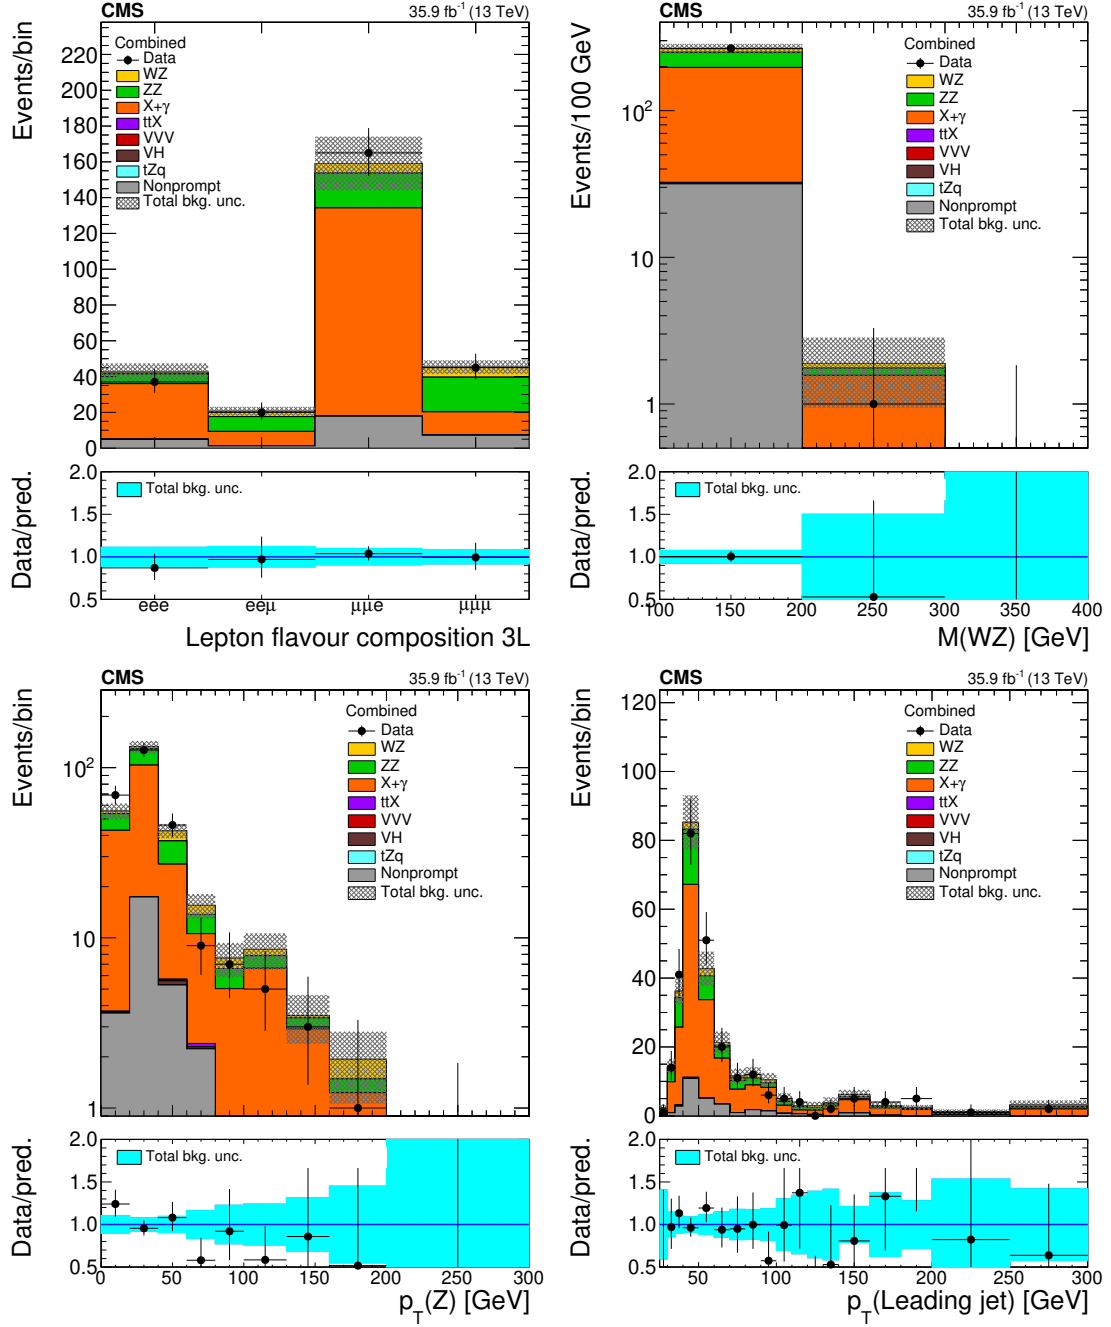 CMS 35.9 fb⁻¹ (13 TeV)
Events/bin
220
200
180
160
140
120
100
80
60
40
20
0
Combined
Data
WZ
ZZ
X+γ
ttX
VVV
VH
tZq
Nonprompt
Total bkg. unc.
Data/pred.
2.0
1.5
1.0
0.5
Total bkg. unc.
eee eeμ μμe μμμ
Lepton flavour composition 3L
CMS 35.9 fb⁻¹ (13 TeV)
Events/100 GeV
10²
10
1
Combined
Data
WZ
ZZ
X+γ
ttX
VVV
VH
tZq
Nonprompt
Total bkg. unc.
Data/pred.
2.0
1.5
1.0
0.5
Total bkg. unc.
100 150 200 250 300 350 400
M(WZ) [GeV]
CMS 35.9 fb⁻¹ (13 TeV)
Events/bin
10²
10
1
Combined
Data
WZ
ZZ
X+γ
ttX
VVV
VH
tZq
Nonprompt
Total bkg. unc.
Data/pred.
2.0
1.5
1.0
0.5
Total bkg. unc.
0 50 100 150 200 250 300
p_T(Z) [GeV]
CMS 35.9 fb⁻¹ (13 TeV)
Events/bin
120
100
80
60
40
20
0
Combined
Data
WZ
ZZ
X+γ
ttX
VVV
VH
tZq
Nonprompt
Total bkg. unc.
Data/pred.
2.0
1.5
1.0
0.5
Total bkg. unc.
50 100 150 200 250 300
p_T(Leading jet) [GeV]